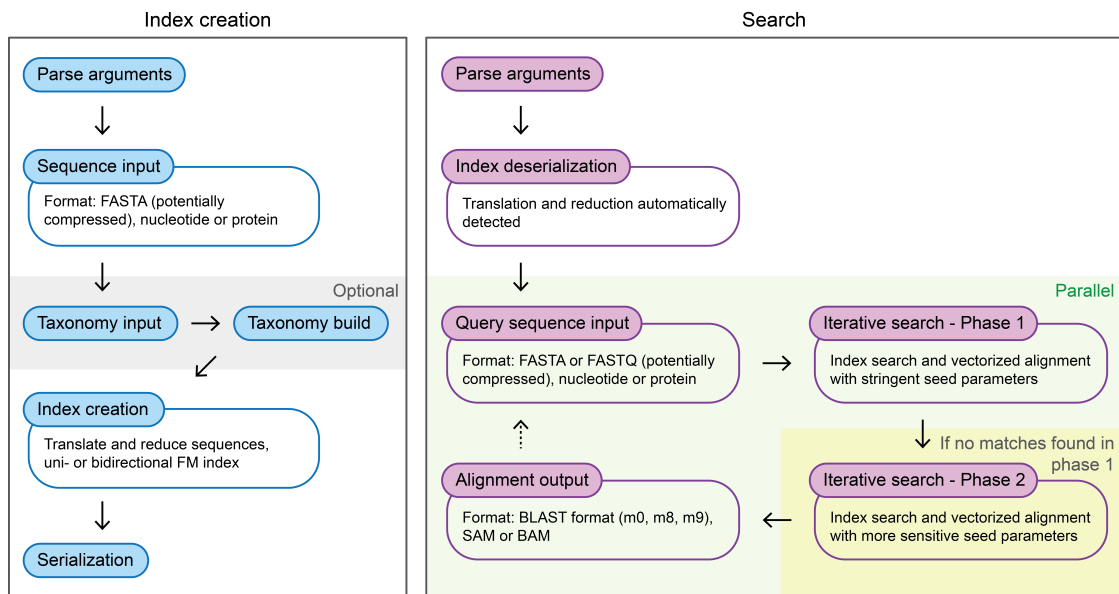 Index creation
Parse arguments
Sequence input
Format: FASTA (potentially
compressed), nucleotide or protein
Optional
Taxonomy input
Taxonomy build
Index creation
Translate and reduce sequences,
uni- or bidirectional FM index
Serialization
Search
Parse arguments
Index deserialization
Translation and reduction automatically
detected
Parallel
Query sequence input
Format: FASTA or FASTQ (potentially
compressed), nucleotide or protein
Iterative search - Phase 1
Index search and vectorized alignment
with stringent seed parameters
If no matches found in
phase 1
Iterative search - Phase 2
Index search and vectorized alignment
with more sensitive seed parameters
Alignment output
Format: BLAST format (m0, m8, m9),
SAM or BAM